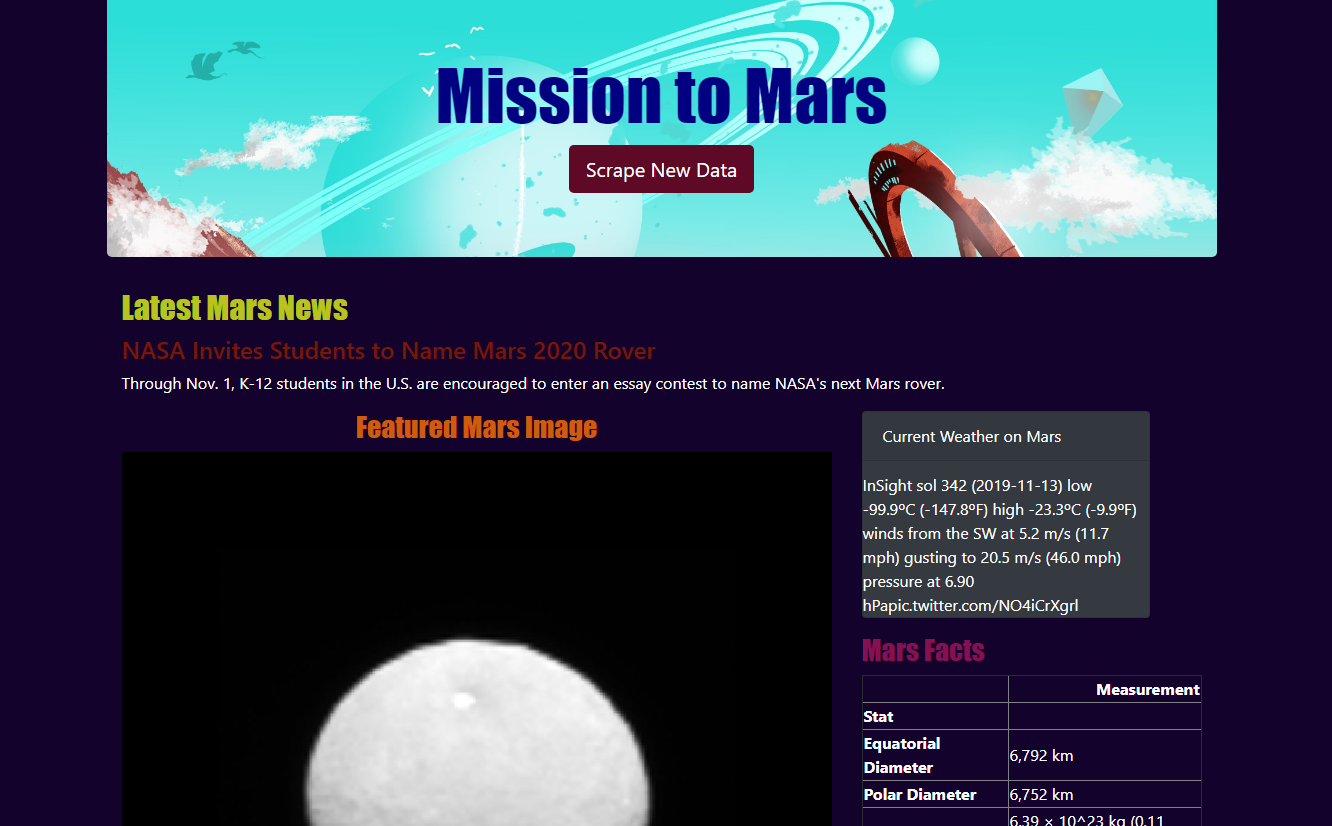 Mission to Mars
Scrape New Data
Latest Mars News
NASA Invites Students to Name Mars 2020 Rover
Through Nov. 1, K-12 students in the U.S. are encouraged to enter an essay contest to name NASA's next Mars rover.
Featured Mars Image
Current Weather on Mars
InSight sol 342 (2019-11-13) low
-99.9ºC (-147.8ºF) high -23.3ºC (-9.9ºF)
winds from the SW at 5.2 m/s (11.7
mph) gusting to 20.5 m/s (46.0 mph)
pressure at 6.90
hPapic.twitter.com/NO4iCrXgrl
Mars Facts
Measurement
Stat
Equatorial
Diameter
6,792 km
Polar Diameter 6,752 km
6.39 × 10^23 kg (0.11